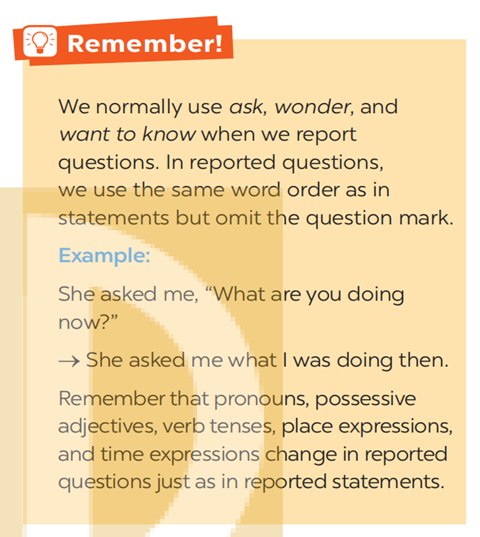 Remember!
We normally use ask, wonder, and
want to know when we report
questions. In reported questions,
we use the same word order as in
statements but omit the question mark.
Example:
She asked me, “What are you doing
now?”
→ She asked me what I was doing then.
Remember that pronouns, possessive
adjectives, verb tenses, place expressions,
and time expressions change in reported
questions just as in reported statements.